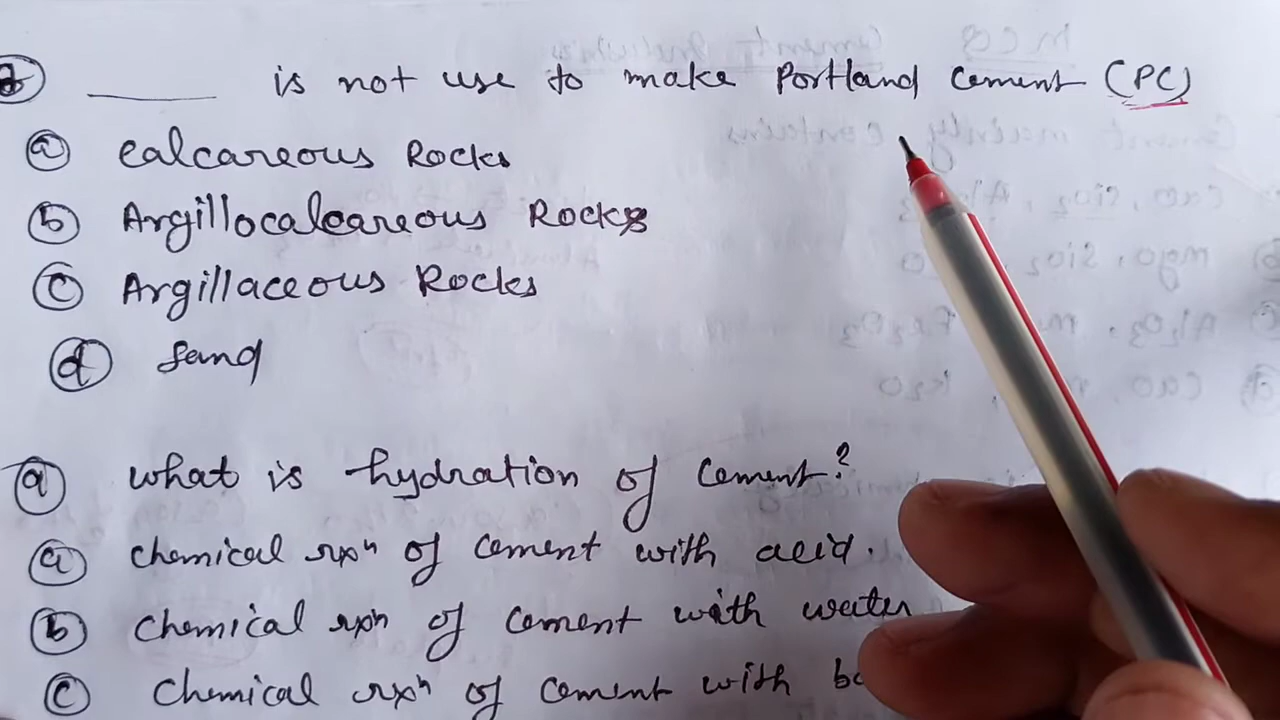 Q ______ is not use to make Portland Cement (PC)
a calcareous Rocks
b Argillocalcareous Rocks
c Argillaceous Rocks
d Sand
Q what is hydration of Cement?
a chemical rxn of cement with acid.
b chemical rxn of cement with water
c chemical rxn of cement with